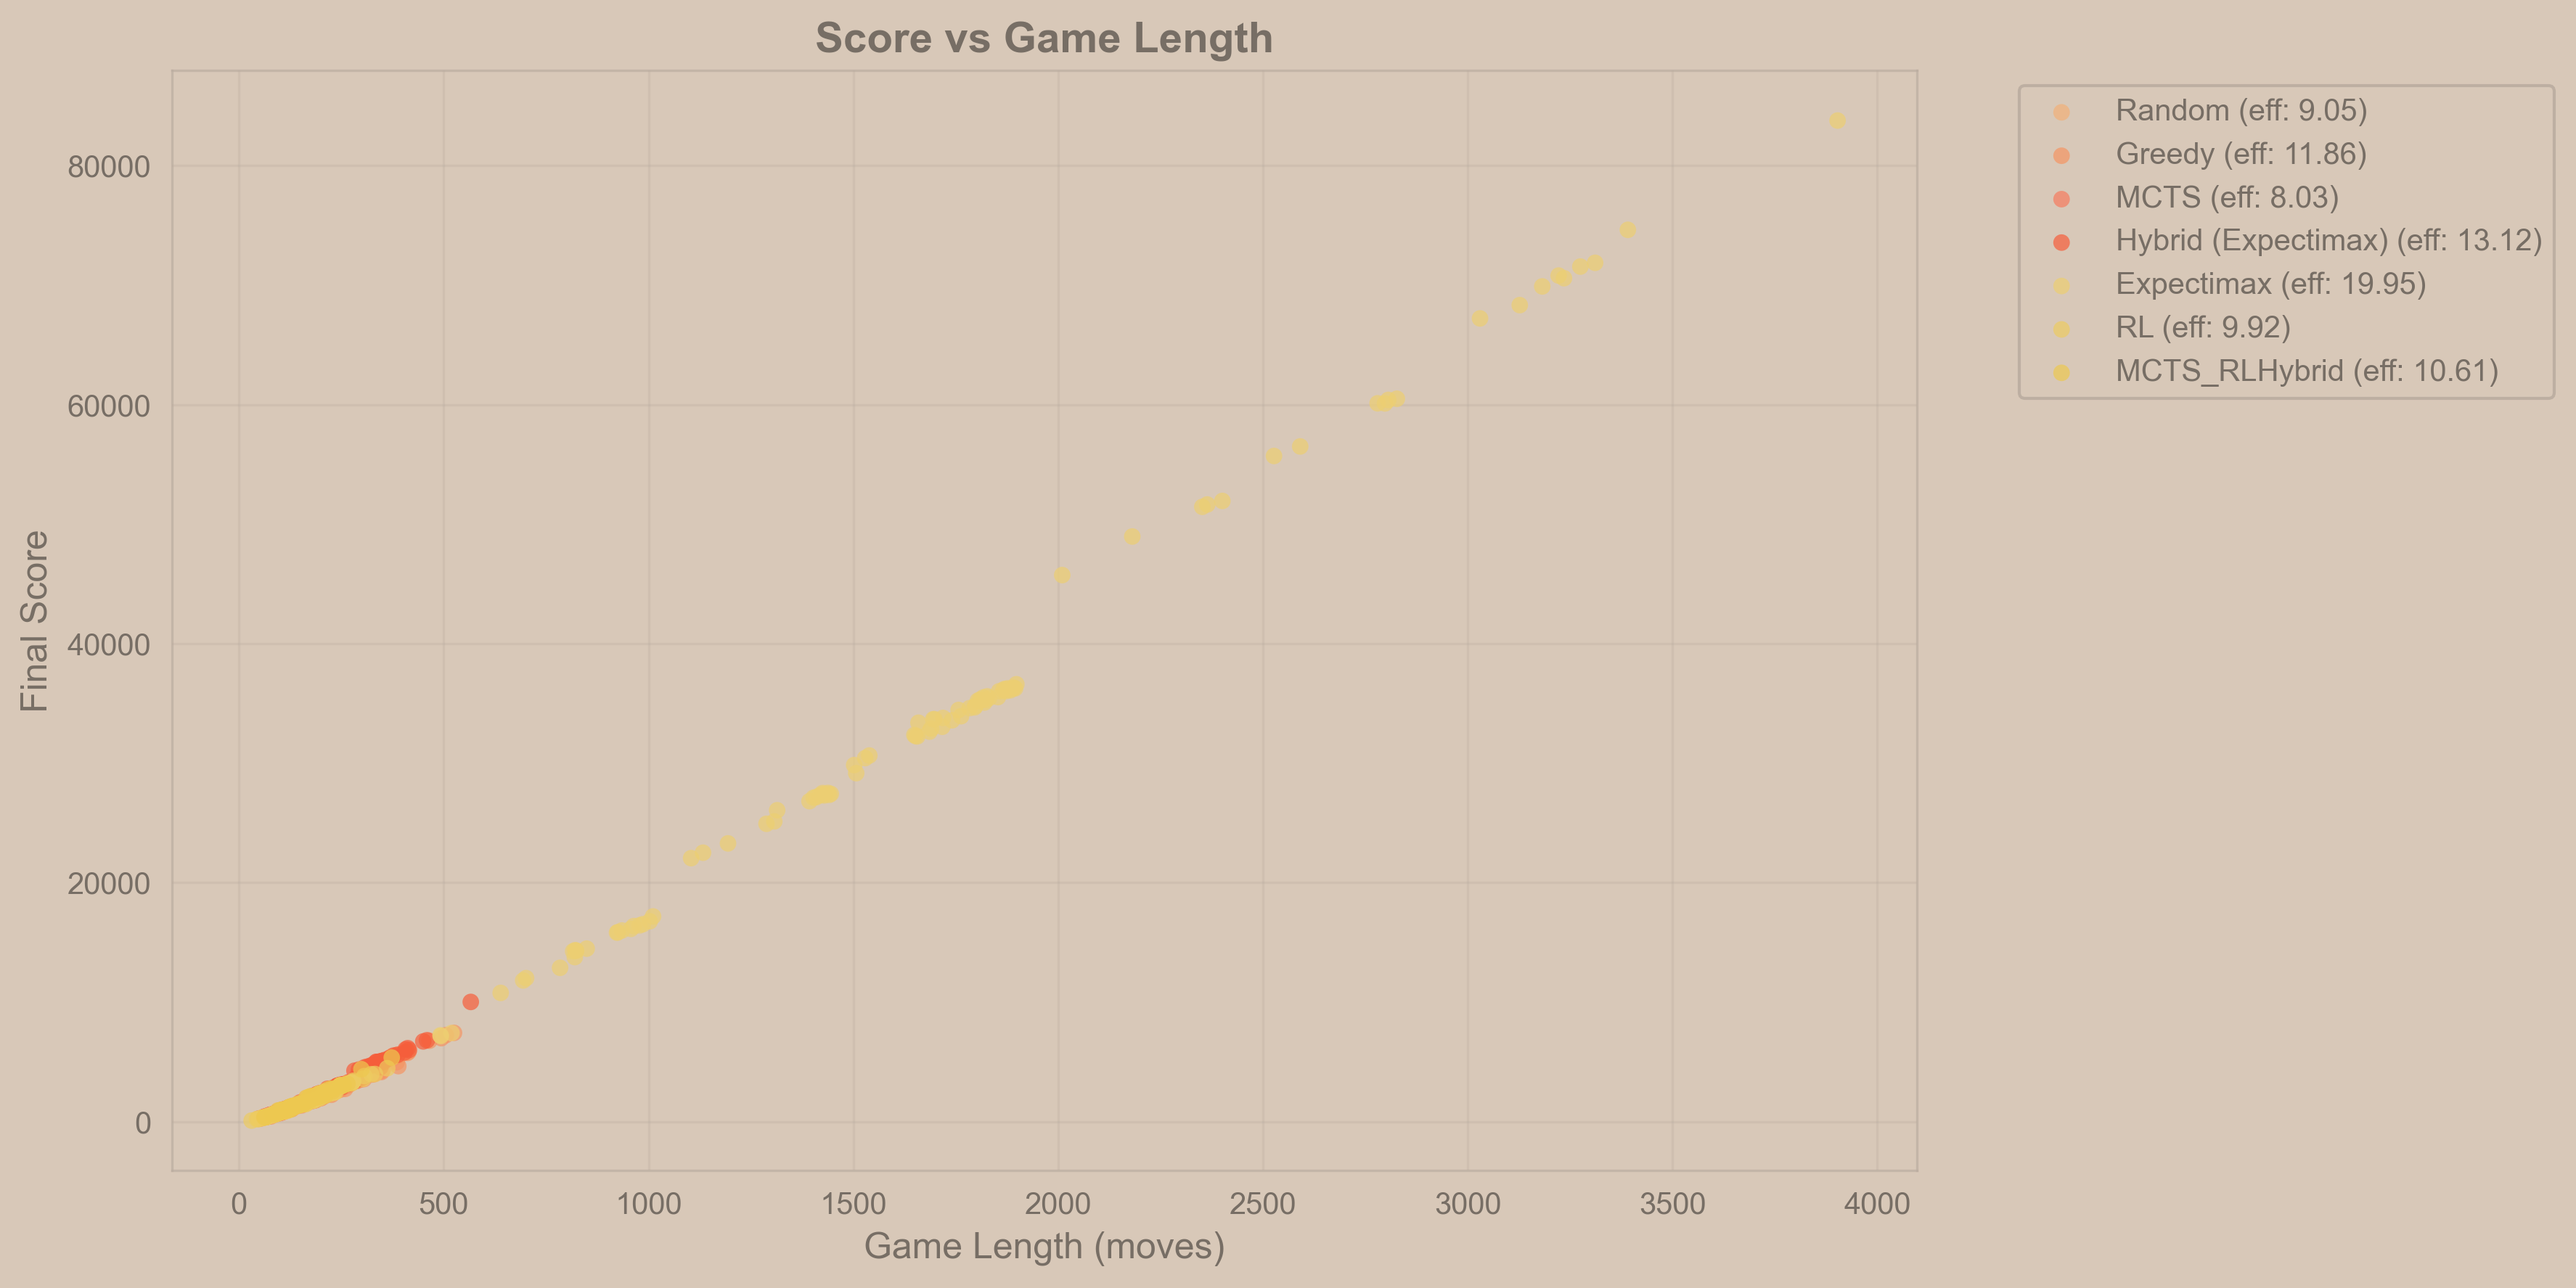 Score vs Game Length
Random (eff: 9.05)
Greedy (eff: 11.86)
MCTS (eff: 8.03)
Hybrid (Expectimax) (eff: 13.12)
Expectimax (eff: 19.95)
RL (eff: 9.92)
MCTS_RLHybrid (eff: 10.61)
Final Score
80000
60000
40000
20000
0
0 500 1000 1500 2000 2500 3000 3500 4000
Game Length (moves)